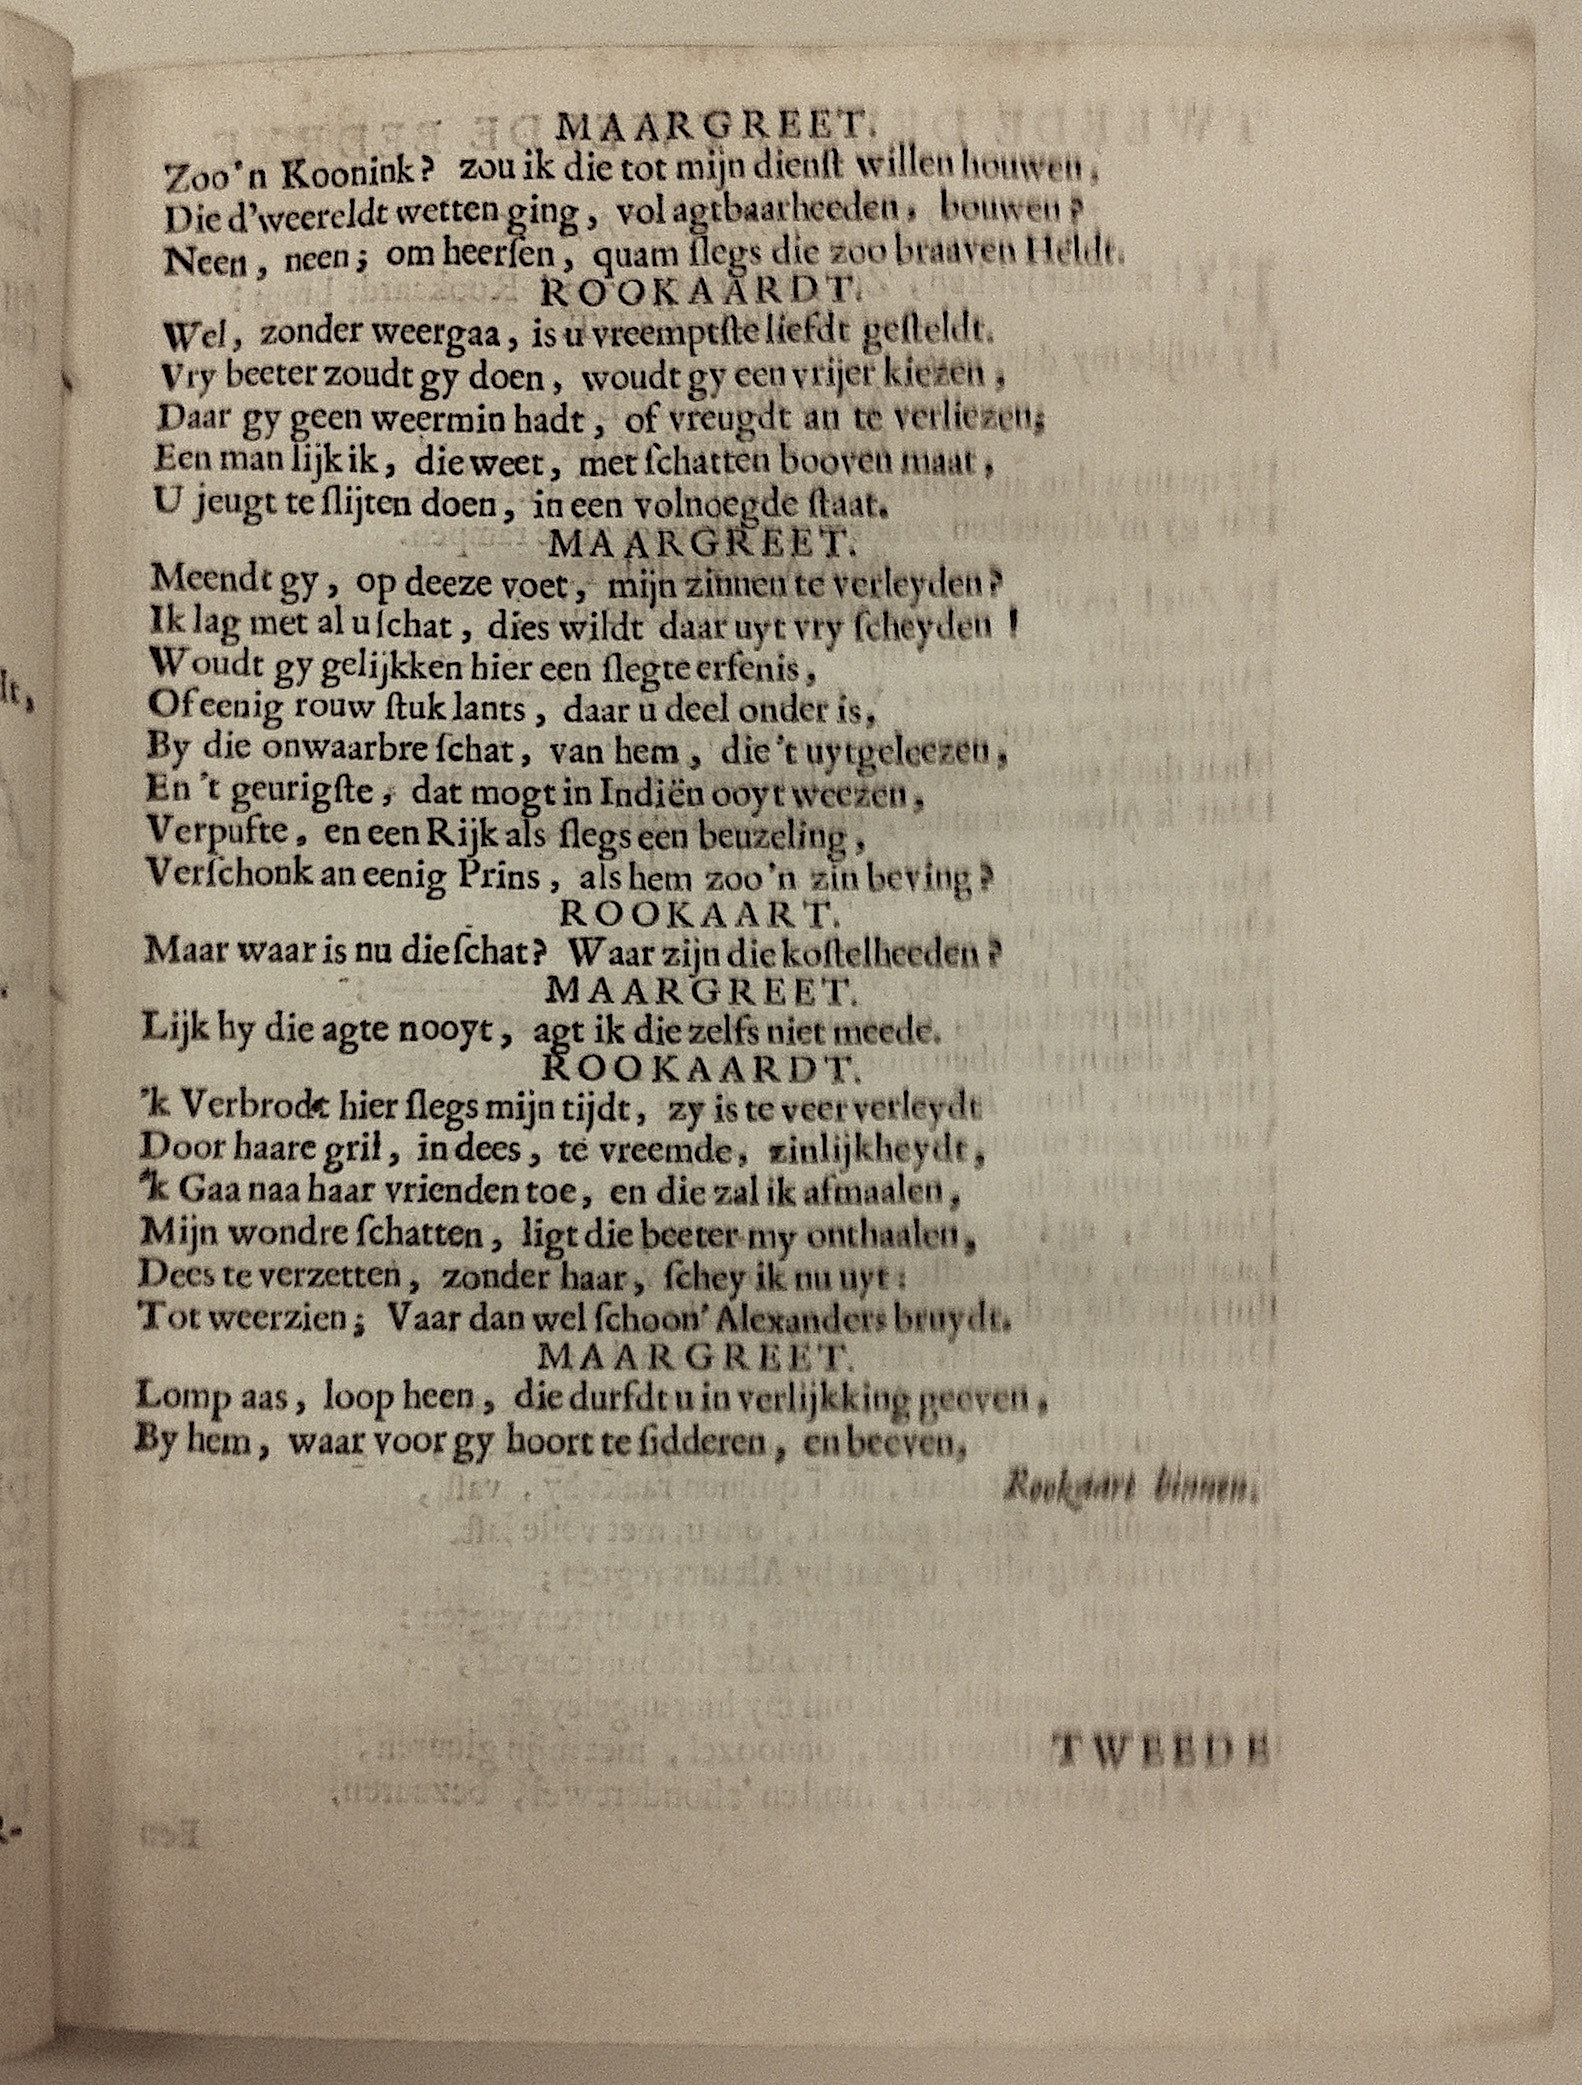 MAARGREET.
Zoo'n Koonink? zou ik die tot mijn dienſt willen houwen,
Die d'weereldt wetten ging, vol agtbaarheeden, bouwen?
Neen, neen; om heerſen, quam ſlegs die zoo braaven Heldt.
ROOKAARDT.
Wel, zonder weergaa, is u vreemptſte liefdt geſteldt.
Vry beeter zoudt gy doen, woudt gy een vrijer kiezen,
Daar gy geen weermin hadt, of vreugdt an te verliezen;
Een man lijk ik, die weet, met ſchatten booven maat,
U jeugt te ſlijten doen, in een volnoegde ſtaat.
MAARGREET.
Meendt gy, op deeze voet, mijn zinnen te verleyden?
Ik lag met al u ſchat, dies wildt daar uyt vry ſcheyden!
Woudt gy gelijkken hier een ſlegte erfenis,
Of eenig rouw ſtuk lants, daar u deel onder is,
By die onwaarbre ſchat, van hem, die 't uytgeleezen,
En 't geurigſte, dat mogt in Indiën ooyt weezen,
Verpufte, en een Rijk als ſlegs een beuzeling,
Verſchonk an eenig Prins, als hem zoo'n zin beving?
ROOKAART.
Maar waar is nu die ſchat? Waar zijn die koſtelheeden?
MAARGREET.
Lijk hy die agte nooyt, agt ik die zelfs niet meede.
ROOKAARDT.
'k Verbrodt hier ſlegs mijn tijdt, zy is te veer verleydt
Door haare gril, in dees, te vreemde, zinlijkheydt,
'k Gaa naa haar vrienden toe, en die zal ik afmaalen,
Mijn wondre ſchatten, ligt die beeter my onthaalen,
Dees te verzetten, zonder haar, ſchey ik nu uyt:
Tot weerzien; Vaar dan wel ſchoon' Alexanders bruydt.
MAARGREET.
Lomp aas, loop heen, die durfdt u in verlijkking geeven,
By hem, waar voor gy hoort te ſidderen, en beeven,
Rookaart binnen.
TWEEDE
lt,